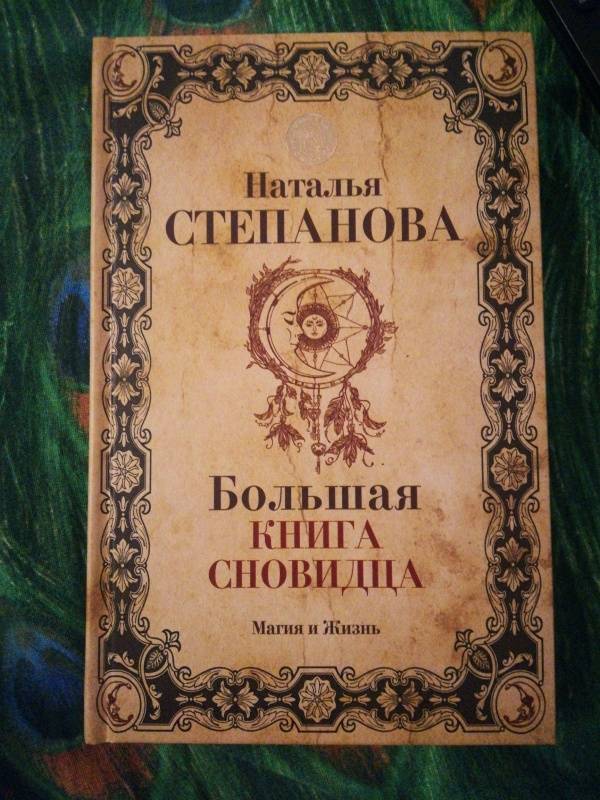 Наталья
СТЕПАНОВА
Большая
КНИГА
СНОВИДЦА
Магия и Жизнь